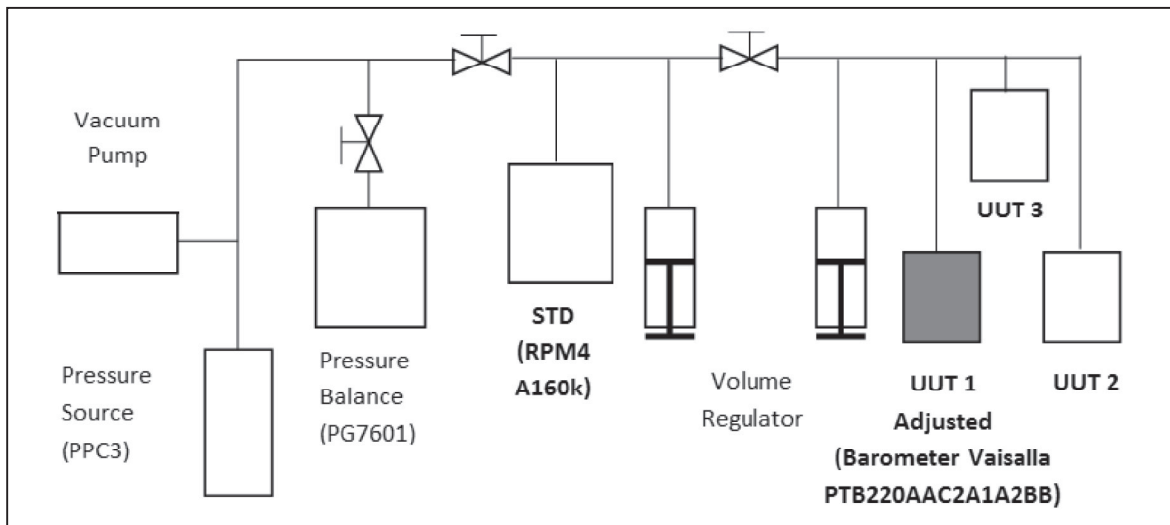 Vacuum
Pump
Pressure
Source
(PPC3)
Pressure
Balance
(PG7601)
STD
(RPM4
A160k)
Volume
Regulator
UUT 3
UUT 1
Adjusted
(Barometer Vaisalla
PTB220AAC2A1A2BB)
UUT 2